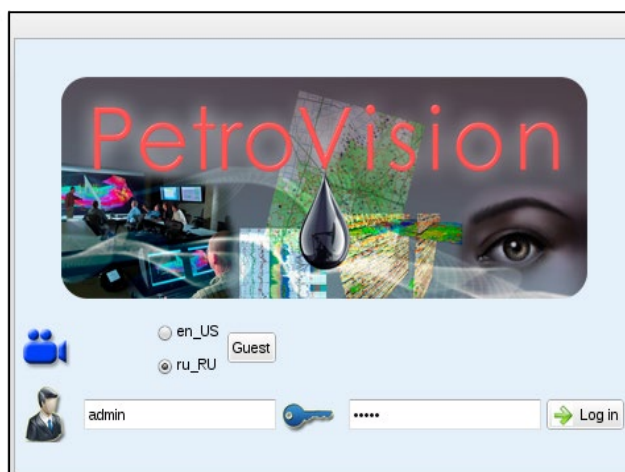 PetroVision
en_US
Guest
ru_RU
admin
•••••
Log in